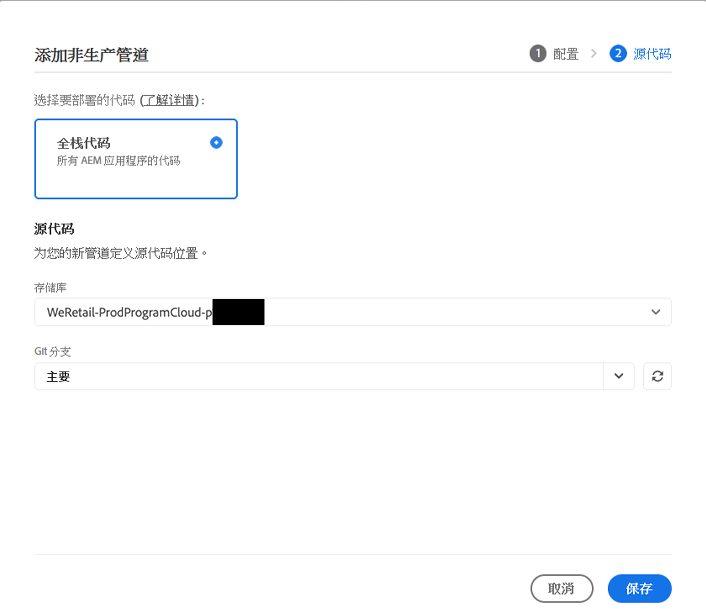 添加非生产管道
1 配置 > 2 源代码
选择要部署的代码 (了解详情)：
全栈代码
所有 AEM 应用程序的代码
源代码
为您的新管道定义源代码位置。
存储库
WeRetail-ProdProgramCloud-p
Git 分支
主要
取消 保存